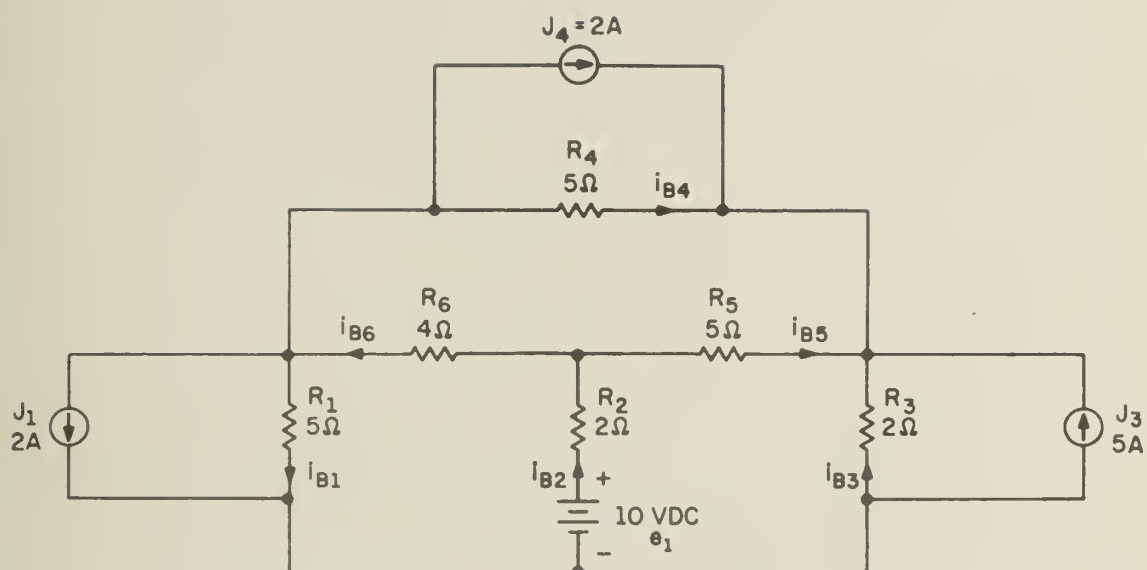 J4 = 2A
R4
5Ω
iB4
R6
4Ω
iB6
R5
5Ω
iB5
J1
2A
R1
5Ω
iB1
R2
2Ω
iB2
+
10 VDC
e1
-
R3
2Ω
iB3
J3
5A